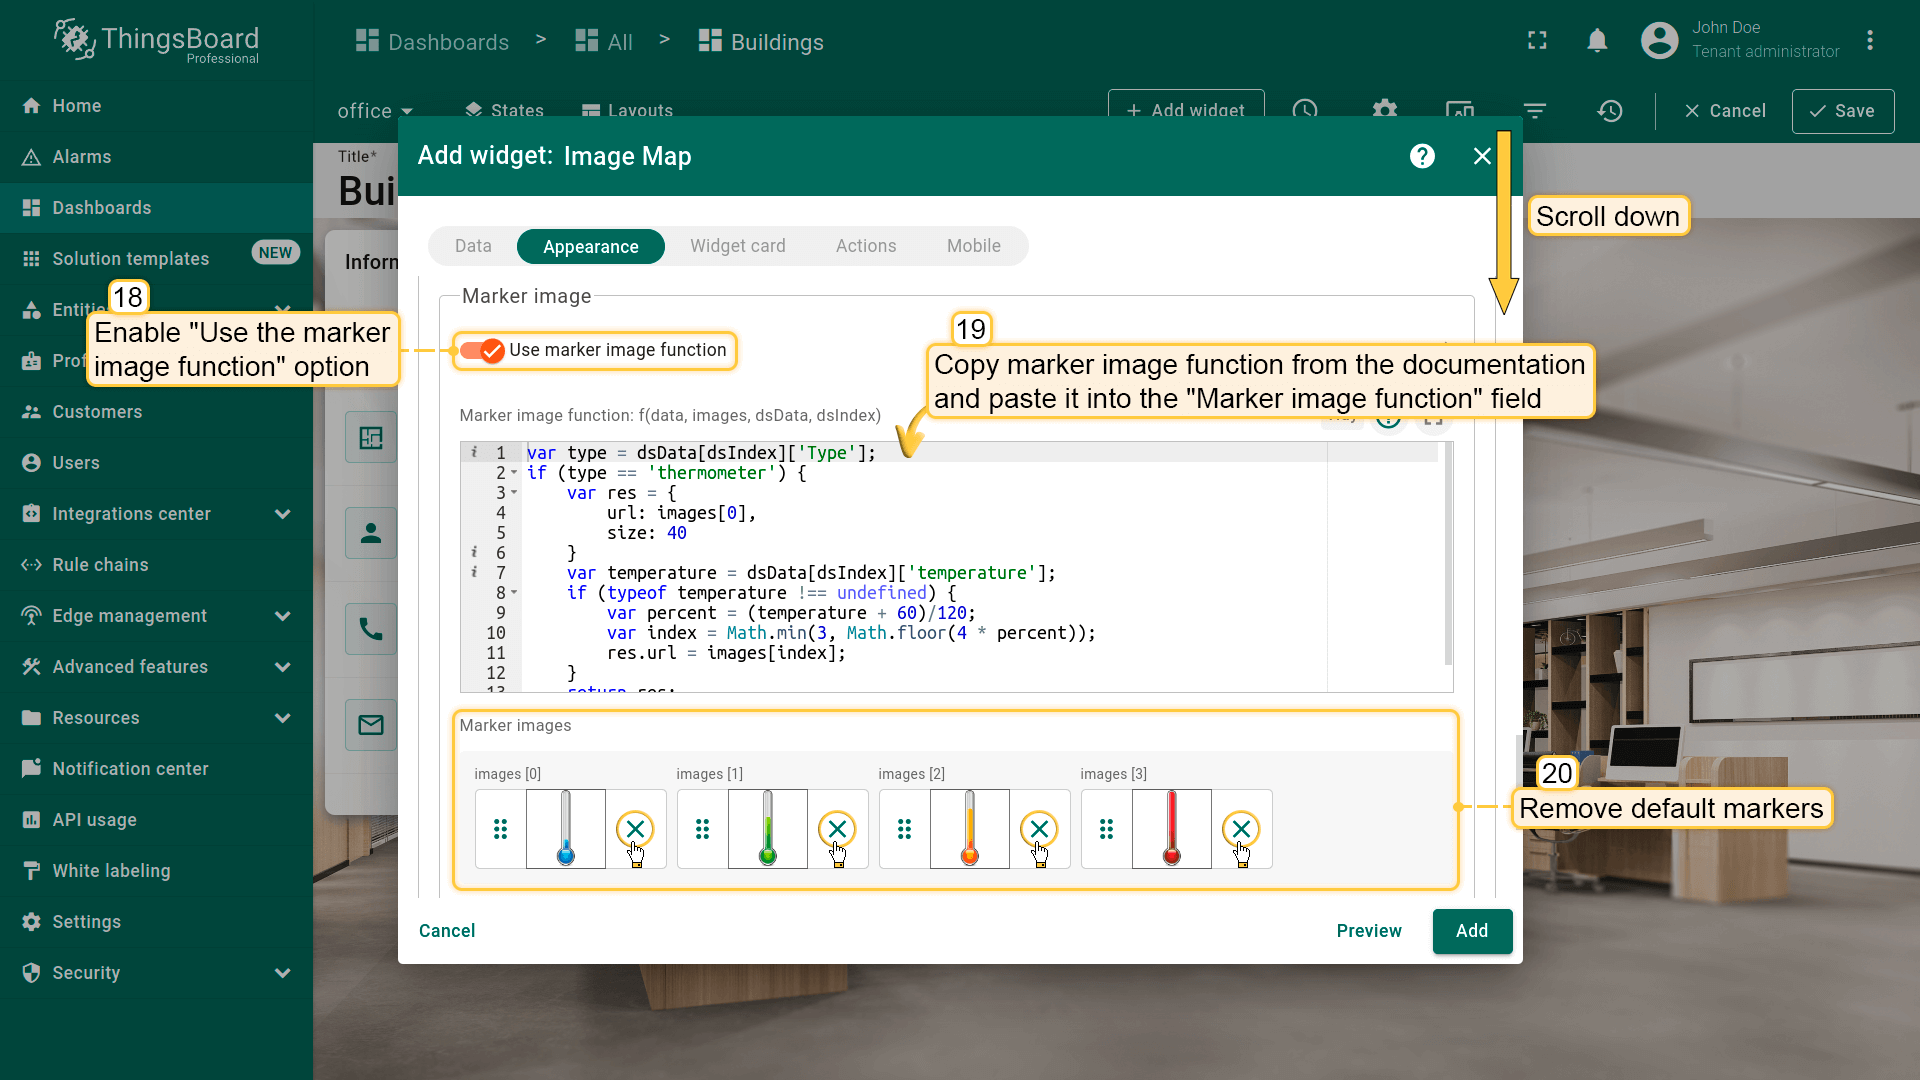 ThingsBoard
Professional
Dashboards > All > Buildings
John Doe
Tenant administrator
Home
Alarms
Dashboards
Solution templates
NEW
Customers
Users
Integrations center
Rule chains
Edge management
Advanced features
Resources
Notification center
API usage
White labeling
Settings
Security
office
States
Layouts
+ Add widget
Cancel
Save
Title*
Bui
Inforn
Add widget: Image Map
Data
Appearance
Widget card
Actions
Mobile
Scroll down
18
Enable "Use the marker
image function" option
Marker image
Use marker image function
19
Copy marker image function from the documentation
and paste it into the "Marker image function" field
Marker image function: f(data, images, dsData, dsIndex)
1 var type = dsData[dsIndex]['Type'];
2 if (type == 'thermometer') {
3 var res = {
4 url: images[0],
5 size: 40
6 }
7 var temperature = dsData[dsIndex]['temperature'];
8 if (typeof temperature !== undefined) {
9 var percent = (temperature + 60)/120;
10 var index = Math.min(3, Math.floor(4 * percent));
11 res.url = images[index];
12 }
13 return res;
Marker images
images [0]
images [1]
images [2]
images [3]
20
Remove default markers
Cancel
Preview
Add